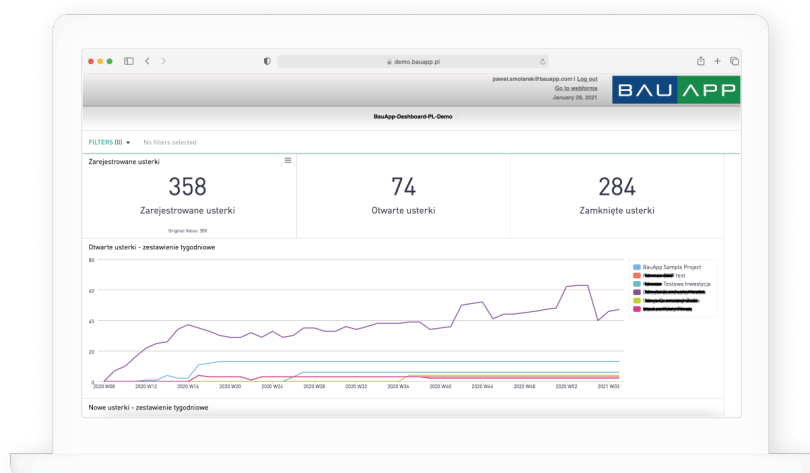 demo.bauapp.pl
pawel.smolarek@bauapp.com | Log out
Go to webforms
January 29, 2021
BAU APP
BauApp-Dashboard-PL-Demo
FILTERS (0) No filters selected
Zarejestrowane usterki
358
Zarejestrowane usterki
Original Value: 358
74
Otwarte usterki
284
Zamknięte usterki
Otwarte usterki - zestawienie tygodniowe
80
60
40
20
0
2020 W08 2020 W12 2020 W16 2020 W20 2020 W24 2020 W28 2020 W32 2020 W36 2020 W40 2020 W44 2020 W48 2020 W52 2021 W03
BauApp Sample Project
test
Testowa Inwestycja
Nowe usterki - zestawienie tygodniowe